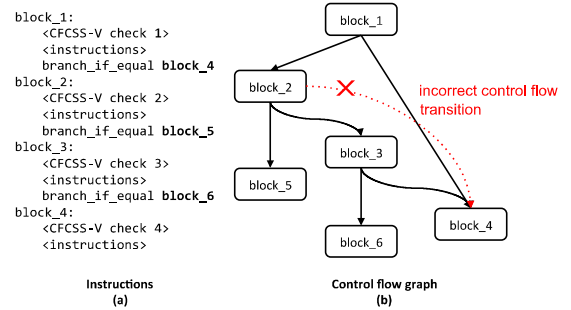 block_1:
<CFCSS-V check 1>
<instructions>
branch_if_equal block_4
block_2:
<CFCSS-V check 2>
<instructions>
branch_if_equal block_5
block_3:
<CFCSS-V check 3>
<instructions>
branch_if_equal block_6
block_4:
<CFCSS-V check 4>
<instructions>
Instructions
(a)
block_1
block_2
incorrect control flow
transition
block_3
block_5
block_4
block_6
Control flow graph
(b)